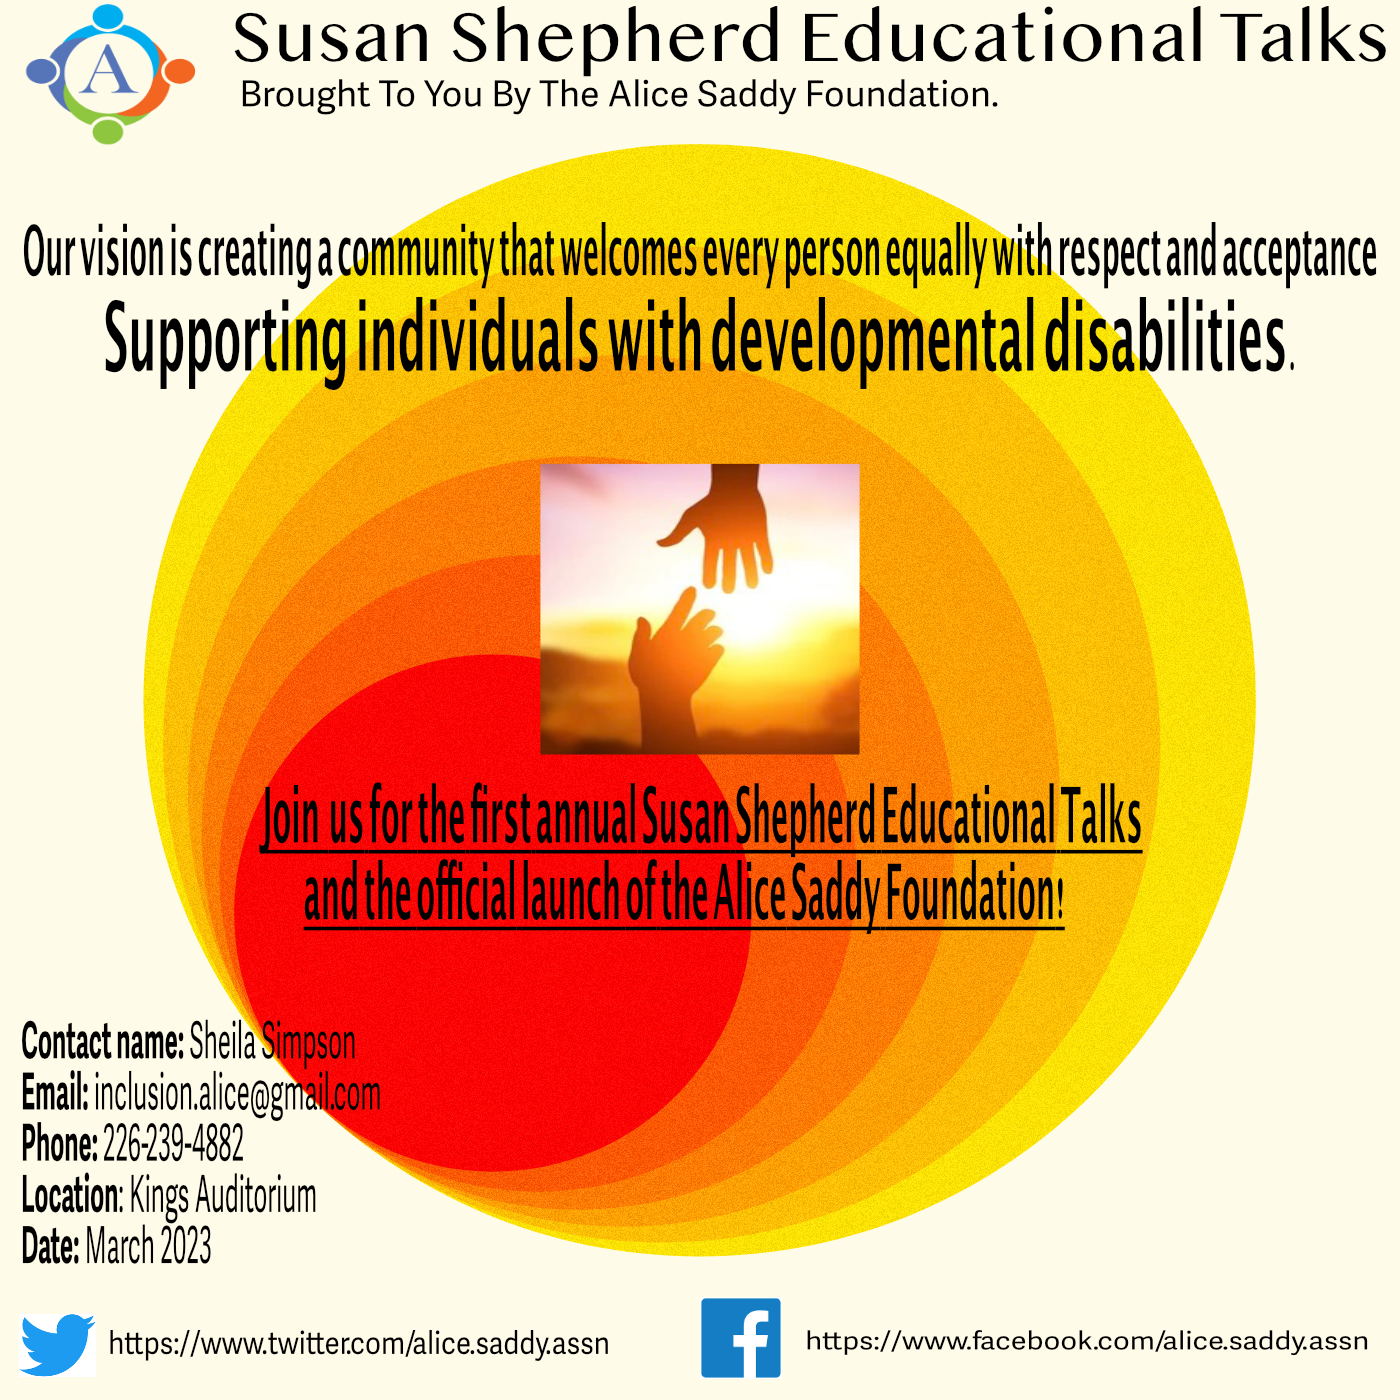 A
Susan Shepherd Educational Talks
Brought To You By The Alice Saddy Foundation.
Our vision is creating a community that welcomes every person equally with respect and acceptance
Supporting individuals with developmental disabilities.
Join us for the first annual Susan Shepherd Educational Talks
and the official launch of the Alice Saddy Foundation!
Contact name: Sheila Simpson
Email: inclusion.alice@gmail.com
Phone: 226-239-4882
Location: Kings Auditorium
Date: March 2023
https://www.twitter.com/alice.saddy.assn
https://www.facebook.com/alice.saddy.assn